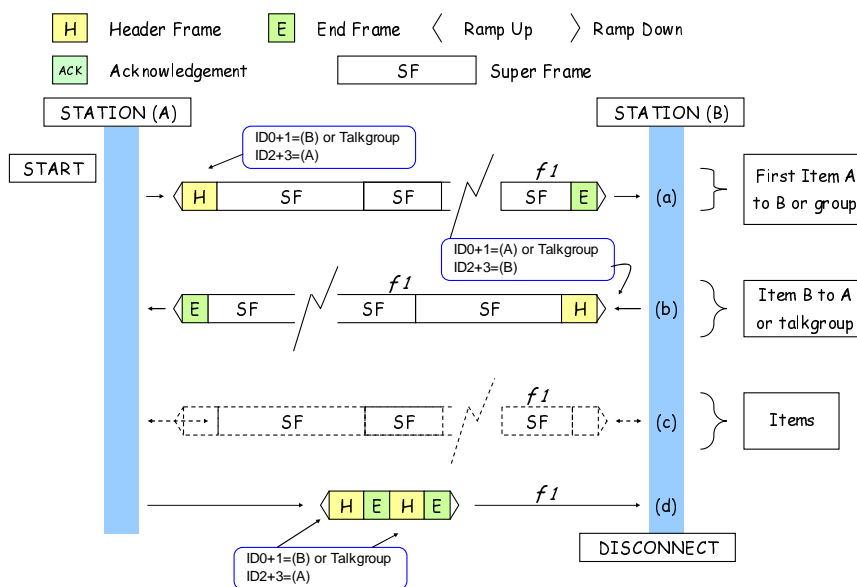 H Header Frame E End Frame Ramp Up Ramp Down
ACK Acknowledgement SF Super Frame
STATION (A) STATION (B)
START
ID0+1=(B) or Talkgroup
ID2+3=(A)
f1
H SF SF SF E (a)
First Item A
to B or group
ID0+1=(A) or Talkgroup
ID2+3=(B)
f1
E SF SF SF H (b)
Item B to A
or talkgroup
f1
SF SF SF (c)
Items
H E H E f1 (d)
ID0+1=(B) or Talkgroup
ID2+3=(A)
DISCONNECT